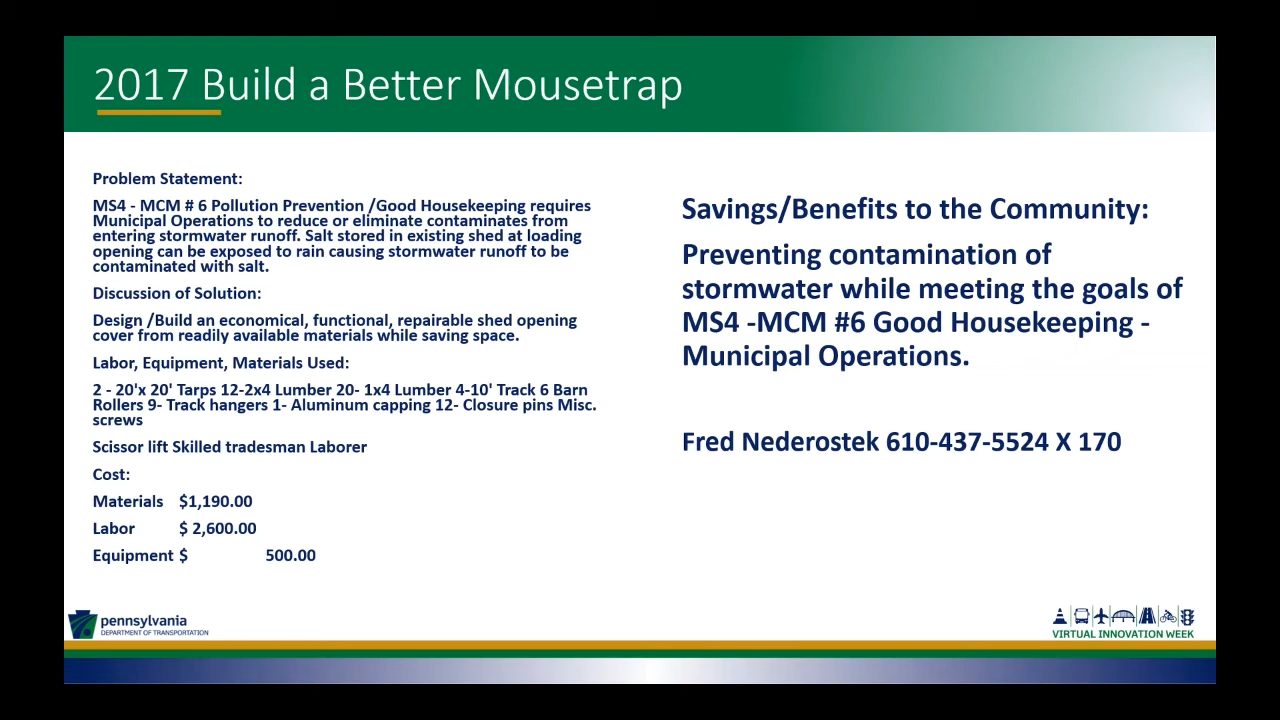 2017 Build a Better Mousetrap
Problem Statement:
MS4 - MCM # 6 Pollution Prevention /Good Housekeeping requires
Municipal Operations to reduce or eliminate contaminates from
entering stormwater runoff. Salt stored in existing shed at loading
opening can be exposed to rain causing stormwater runoff to be
contaminated with salt.
Discussion of Solution:
Design /Build an economical, functional, repairable shed opening
cover from readily available materials while saving space.
Labor, Equipment, Materials Used:
2 - 20'x 20' Tarps 12-2x4 Lumber 20- 1x4 Lumber 4-10' Track 6 Barn
Rollers 9- Track hangers 1- Aluminum capping 12- Closure pins Misc.
screws
Scissor lift Skilled tradesman Laborer
Cost:
Materials $1,190.00
Labor $ 2,600.00
Equipment $ 500.00
Savings/Benefits to the Community:
Preventing contamination of
stormwater while meeting the goals of
MS4 -MCM #6 Good Housekeeping -
Municipal Operations.
Fred Nederostek 610-437-5524 X 170
pennsylvania
DEPARTMENT OF TRANSPORTATION
VIRTUAL INNOVATION WEEK